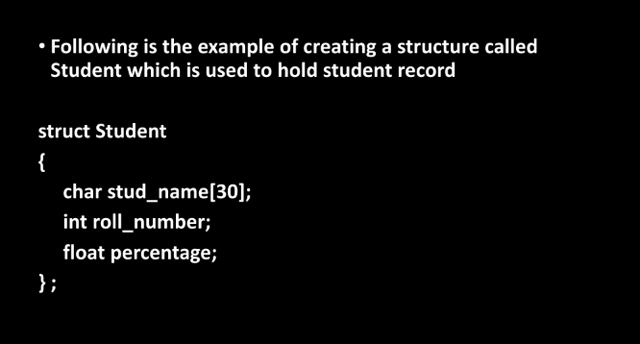 • Following is the example of creating a structure called
Student which is used to hold student record
struct Student
{
char stud_name[30];
int roll_number;
float percentage;
} ;